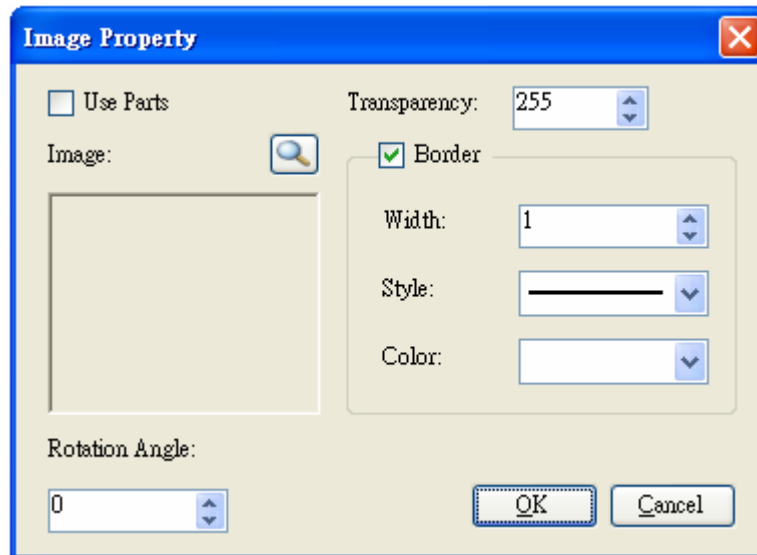 Image Property
Use Parts
Transparency: 255
Image:
Border
Width: 1
Style:
Color:
Rotation Angle:
0
OK
Cancel